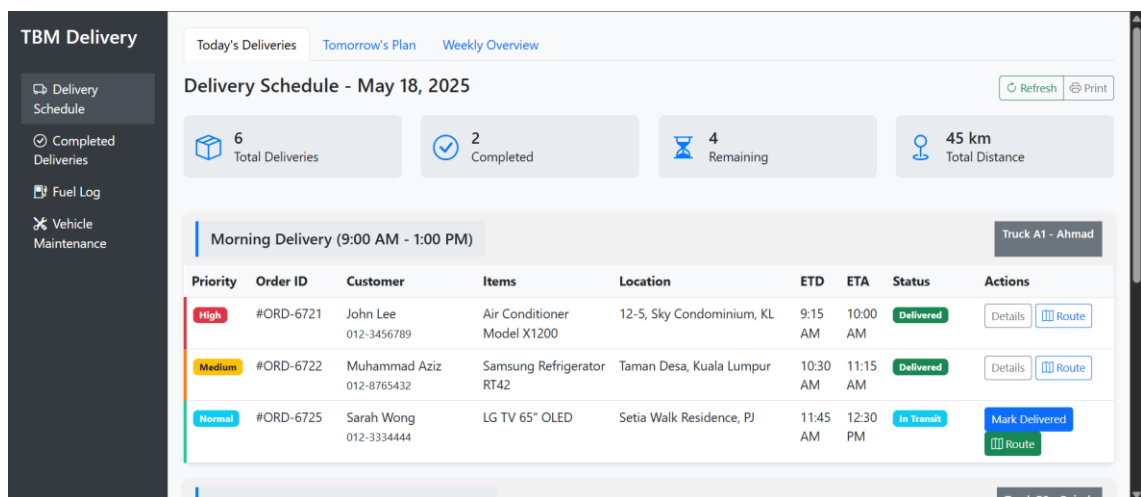 TBM Delivery
Delivery
Schedule
Completed
Deliveries
Fuel Log
Vehicle
Maintenance
Today's Deliveries Tomorrow's Plan Weekly Overview
Delivery Schedule - May 18, 2025
Refresh Print
6
Total Deliveries
2
Completed
4
Remaining
45 km
Total Distance
Morning Delivery (9:00 AM - 1:00 PM)
Truck A1 - Ahmad
Priority Order ID Customer Items Location ETD ETA Status Actions
High #ORD-6721 John Lee Air Conditioner 12-5, Sky Condominium, KL 9:15 10:00 Delivered Details Route
012-3456789 Model X1200 AM AM
Medium #ORD-6722 Muhammad Aziz Samsung Refrigerator Taman Desa, Kuala Lumpur 10:30 11:15 Delivered Details Route
012-8765432 RT42 AM AM
Normal #ORD-6725 Sarah Wong LG TV 65" OLED Setia Walk Residence, PJ 11:45 12:30 In Transit Mark Delivered
012-3334444 AM PM Route